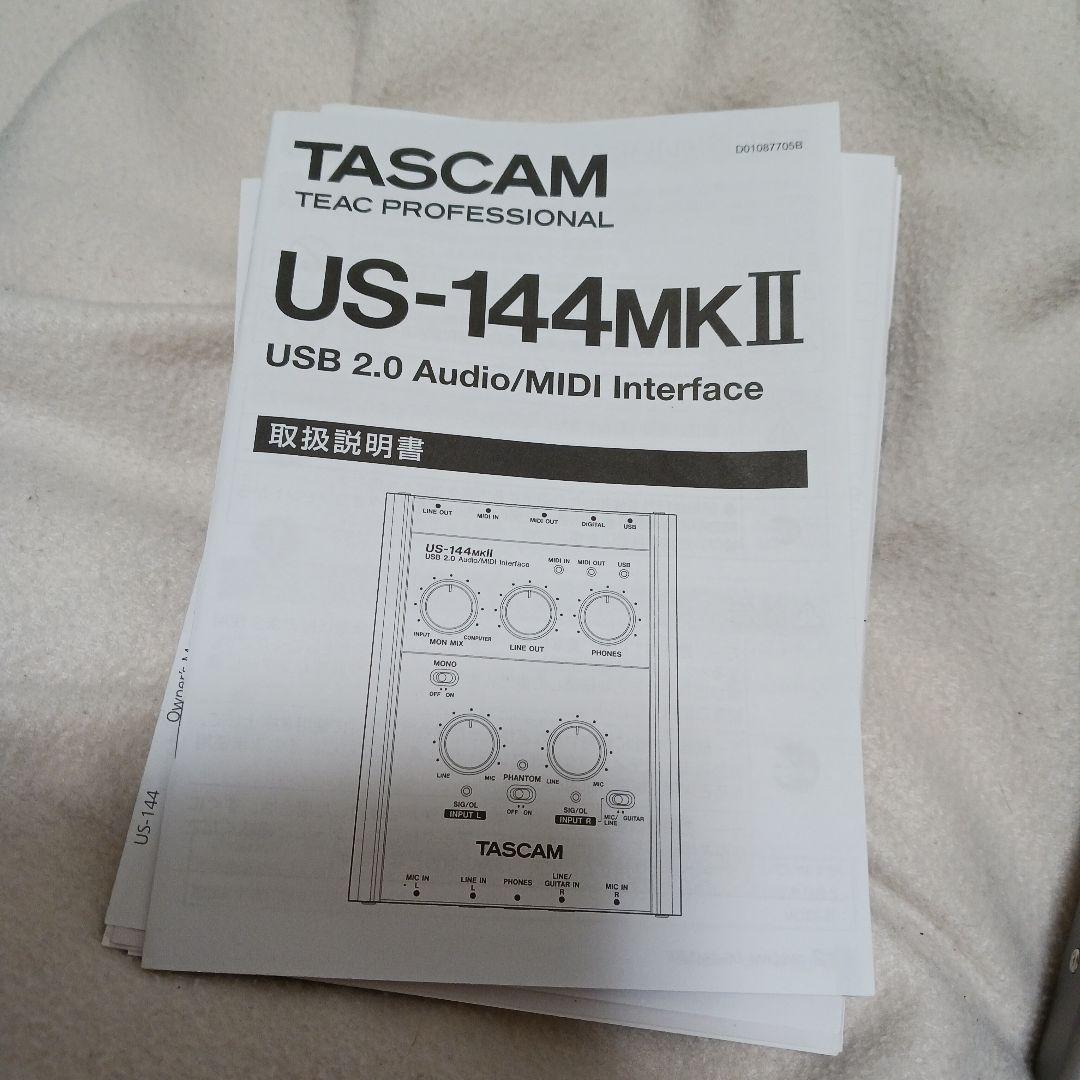 TASCAM
TEAC PROFESSIONAL
D01087705B
US-144MKII
USB 2.0 Audio/MIDI Interface
取扱説明書
LINE OUT MIDI IN MIDI OUT DIGITAL USB
US-144MKII
USB 2.0 Audio/MIDI Interface
MIDI IN MIDI OUT USB
INPUT COMPUTER
MON MIX LINE OUT PHONES
MONO
OFF ON
LINE MIC PHANTOM LINE MIC
SIG/OL OFF ON SIG/OL MIC/LINE GUITAR
INPUT L INPUT R
TASCAM
MIC IN L LINE IN L PHONES LINE/GUITAR IN R MIC IN R
Owner's
US-144